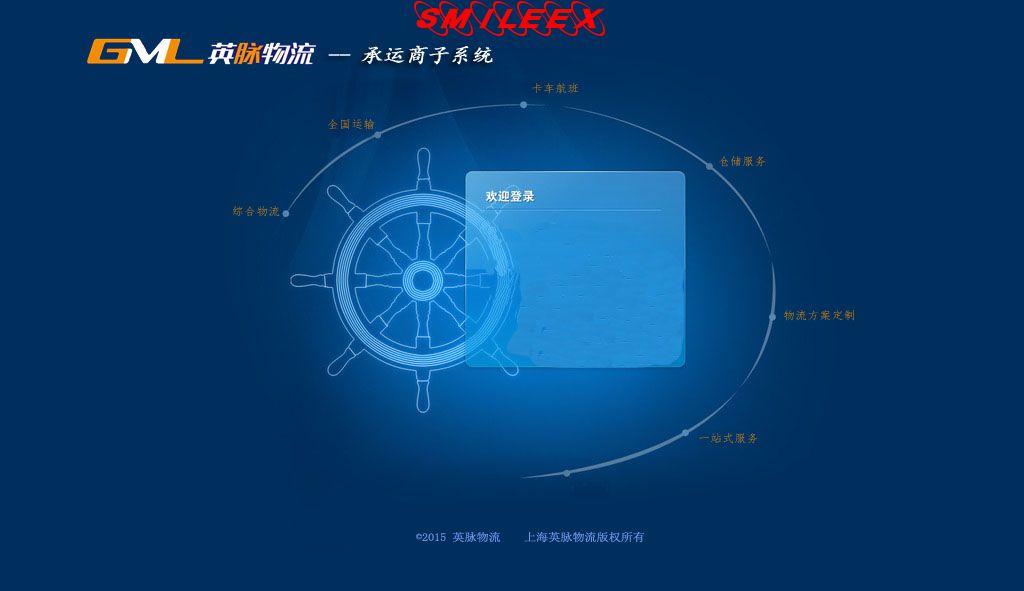 SMILEEX
GML 英脉物流 — 承运商子系统
卡车航班
全国运输
仓储服务
综合物流
欢迎登录
物流方案定制
一站式服务
©2015 英脉物流 上海英脉物流版权所有